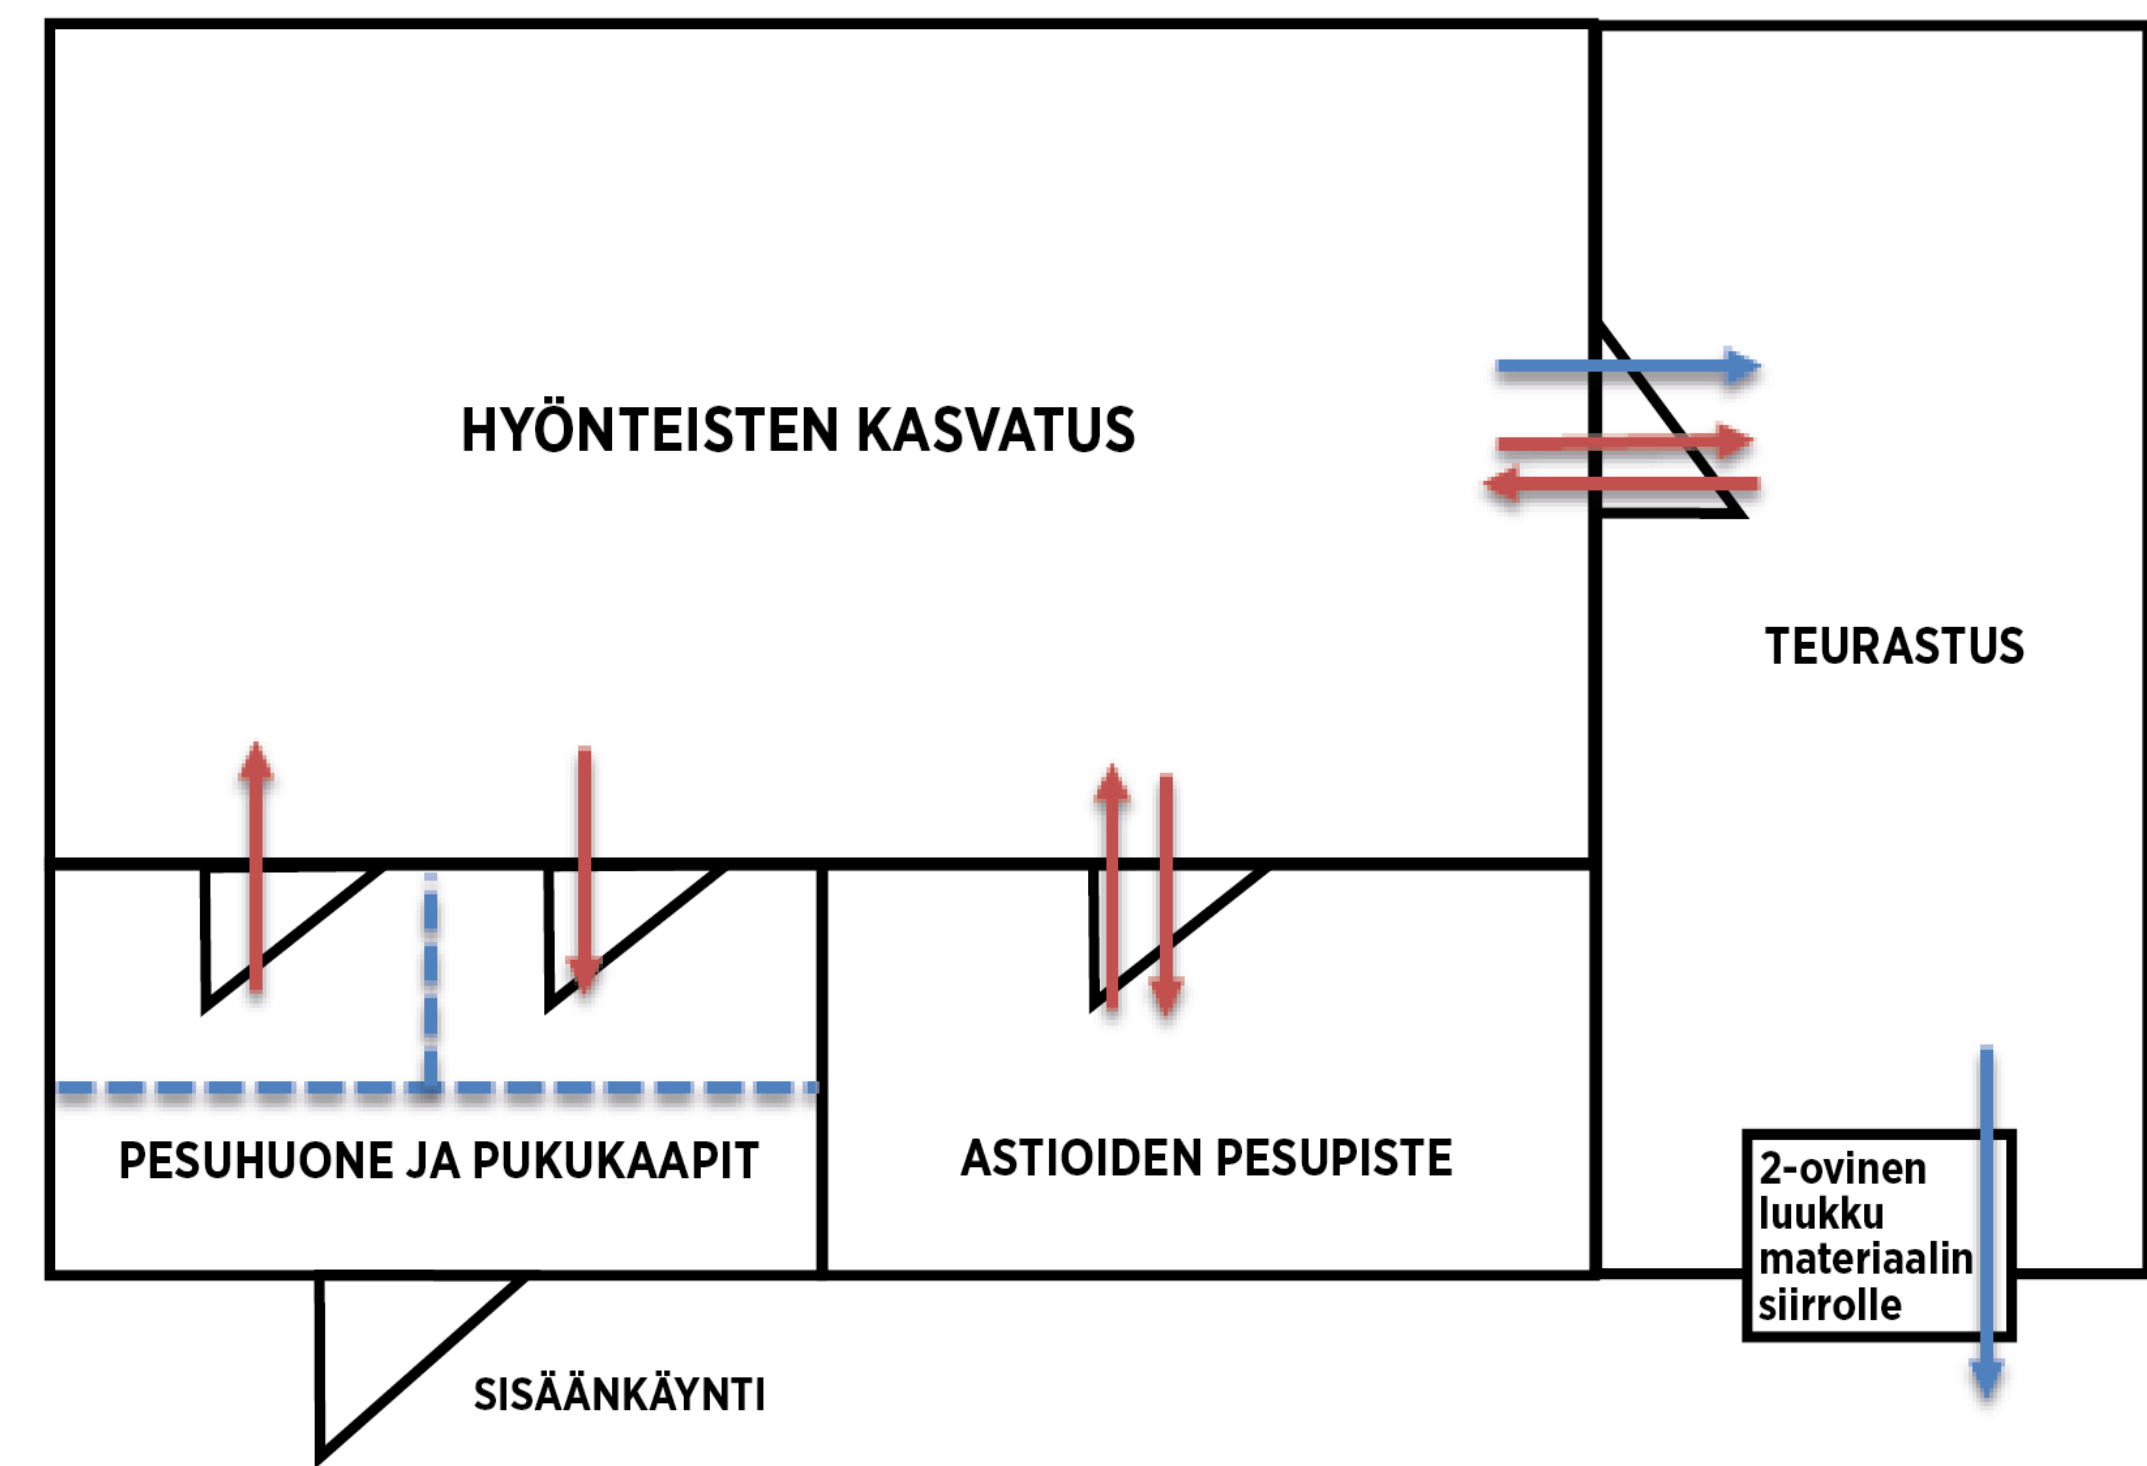 HYÖNTEISTEN KASVATUS
TEURASTUS
PESUHUONE JA PUKUKAAPIT
ASTIOIDEN PESUPISTE
2-ovinen
luukku
materiaalin
siirrolle
SISÄÄNKÄYNTI